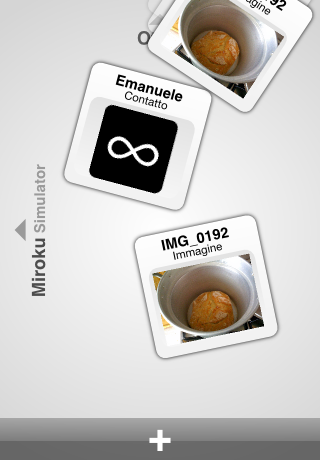 Emanuele
Contatto
IMG_0192
Immagine
Miroku Simulator